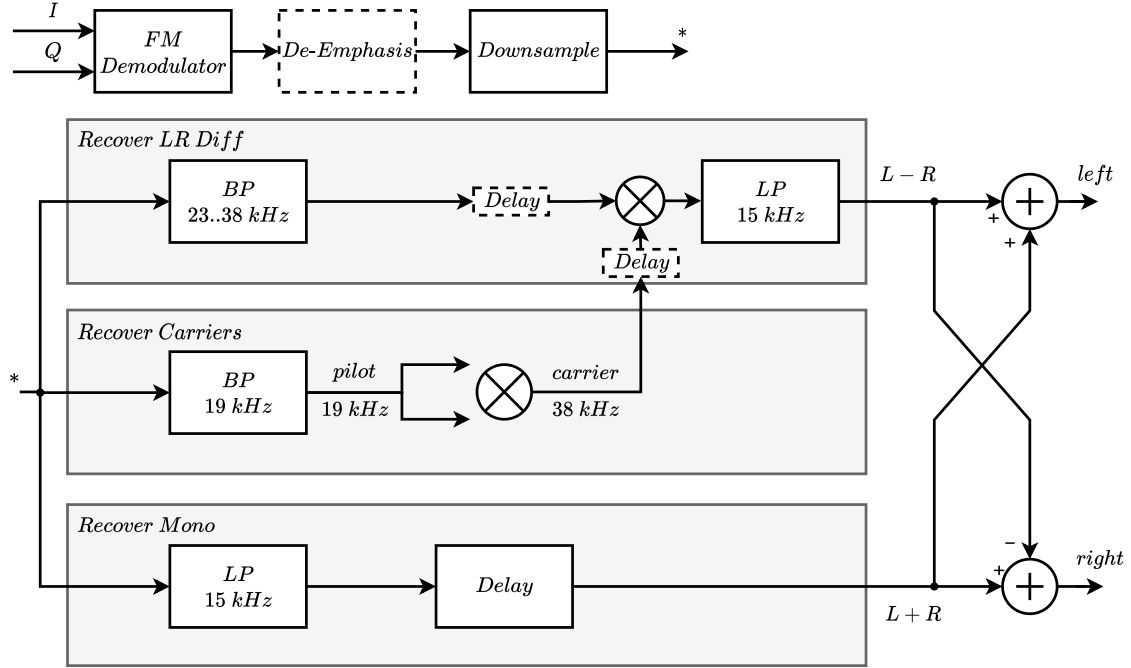 I
Q
FM
Demodulator
De-Emphasis
Downsample
*
Recover LR Diff
BP
23..38 kHz
Delay
LP
15 kHz
L − R
left
+
+
Delay
Recover Carriers
*
BP
19 kHz
pilot
19 kHz
carrier
38 kHz
Recover Mono
LP
15 kHz
Delay
L + R
−
+
right